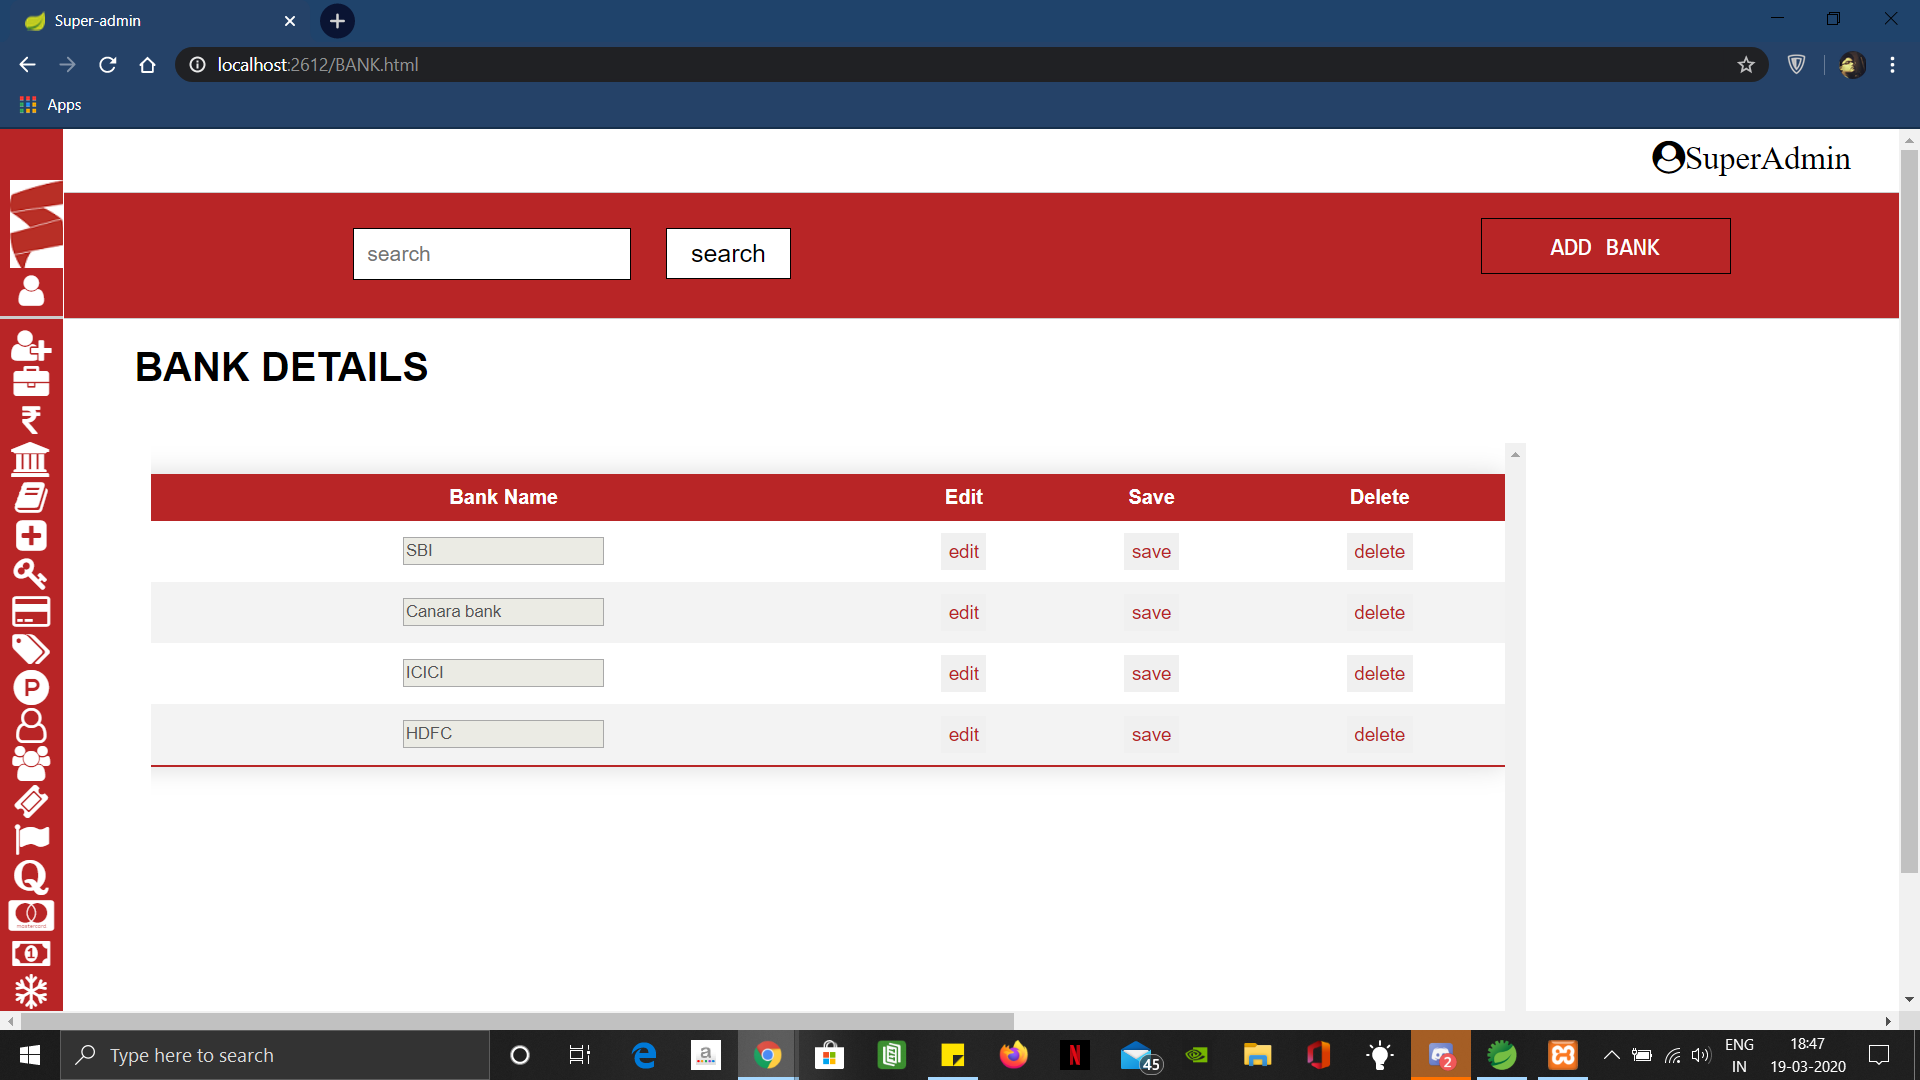 Super-admin
localhost:2612/BANK.html
Apps
SuperAdmin
search
search
ADD BANK
BANK DETAILS
Bank Name Edit Save Delete
SBI edit save delete
Canara bank edit save delete
ICICI edit save delete
HDFC edit save delete
P
Q
mastercard
1
Type here to search
a
N
45
2
ENG
IN
18:47
19-03-2020